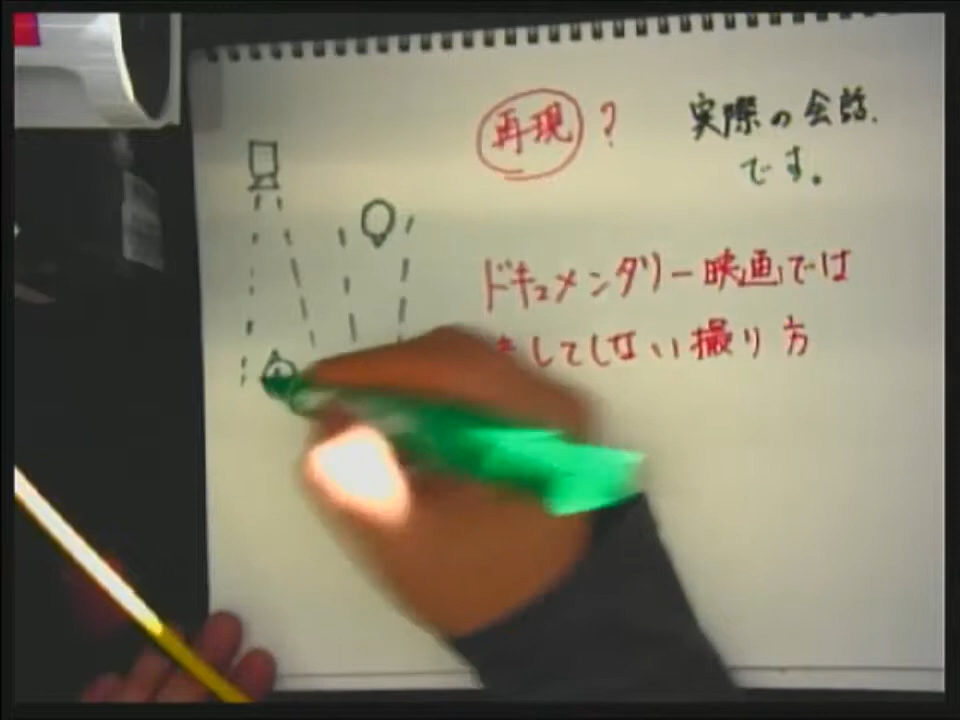 再現?
実際の会話.
です。
ドキュメンタリー映画では
してしない撮り方